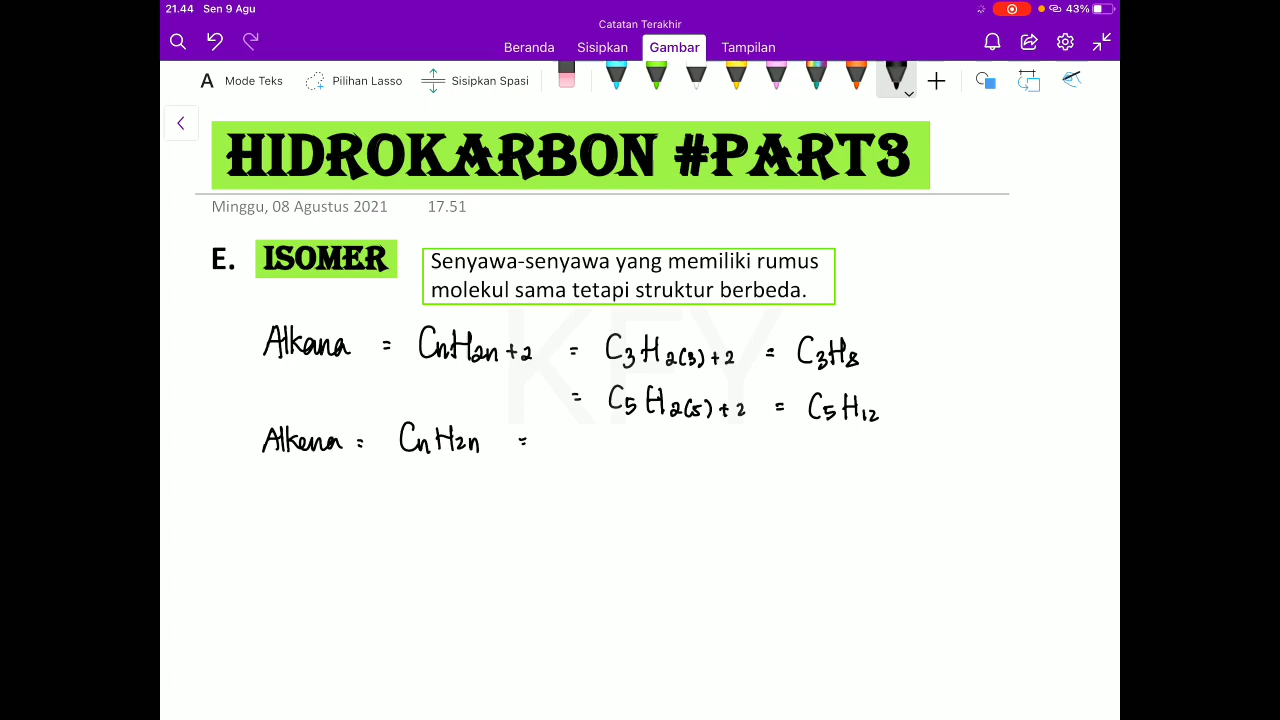 21.44 Sen 9 Agu 43%
Catatan Terakhir
Beranda Sisipkan Gambar Tampilan
A Mode Teks Pilihan Lasso Sisipkan Spasi
HIDROKARBON #PART3
Minggu, 08 Agustus 2021 17.51
E. ISOMER
Senyawa-senyawa yang memiliki rumus
molekul sama tetapi struktur berbeda.
KFY
Alkana = CnH2n+2 = C3H2(3)+2 = C3H8
= C5H2(5)+2 = C5H12
Alkena = CnH2n =